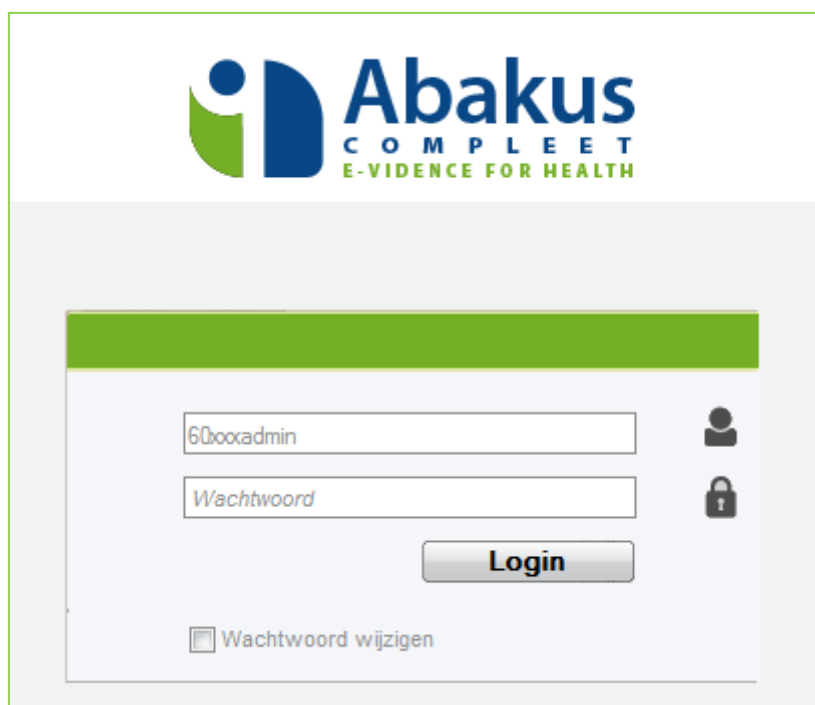 Abakus
COMPLEET
E-VIDENCE FOR HEALTH
60xxxadmin
Wachtwoord
Login
Wachtwoord wijzigen